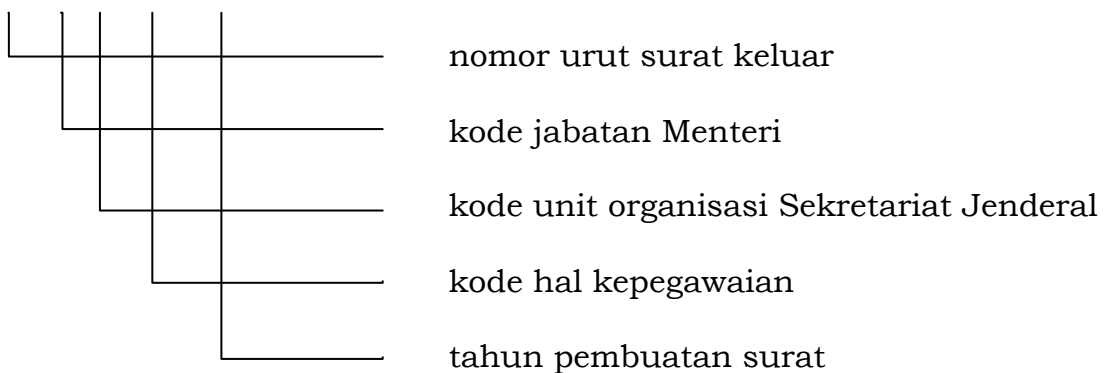 nomor urut surat keluar
kode jabatan Menteri
kode unit organisasi Sekretariat Jenderal
kode hal kepegawaian
tahun pembuatan surat